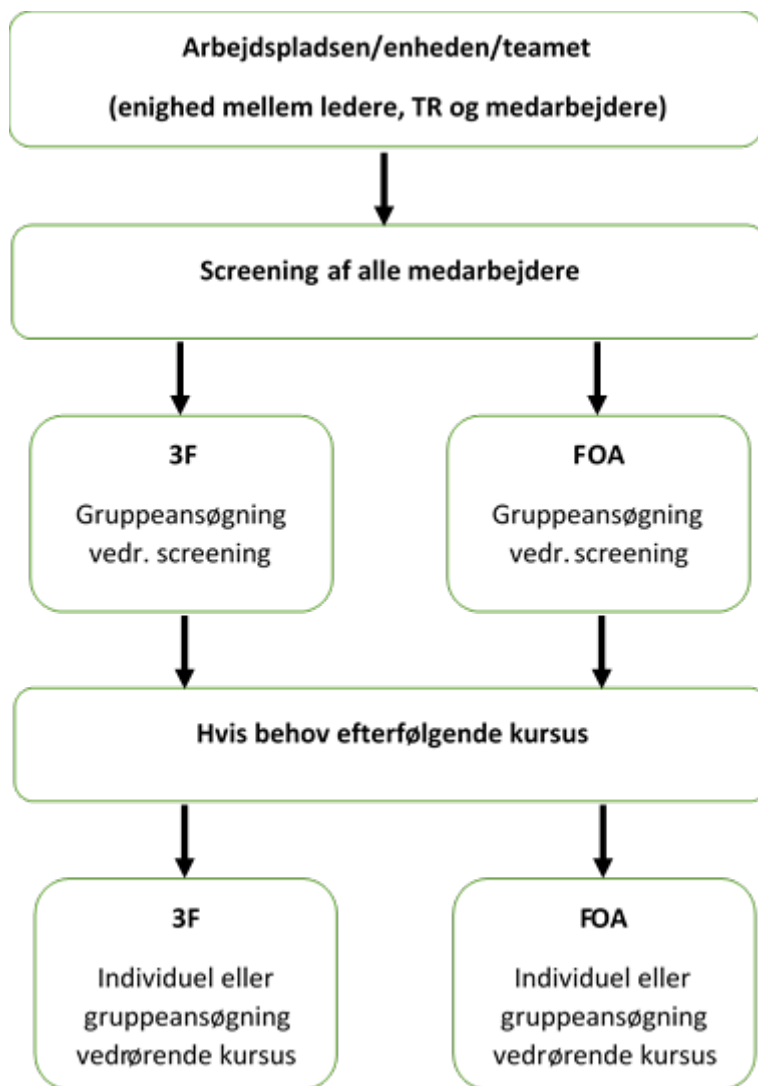 Arbejdspladsen/enheden/teamet
(enighed mellem ledere, TR og medarbejdere)
Screening af alle medarbejdere
3F
Gruppeansøgning
vedr. screening
FOA
Gruppeansøgning
vedr. screening
Hvis behov efterfølgende kursus
3F
Individuel eller
gruppeansøgning
vedrørende kursus
FOA
Individuel eller
gruppeansøgning
vedrørende kursus